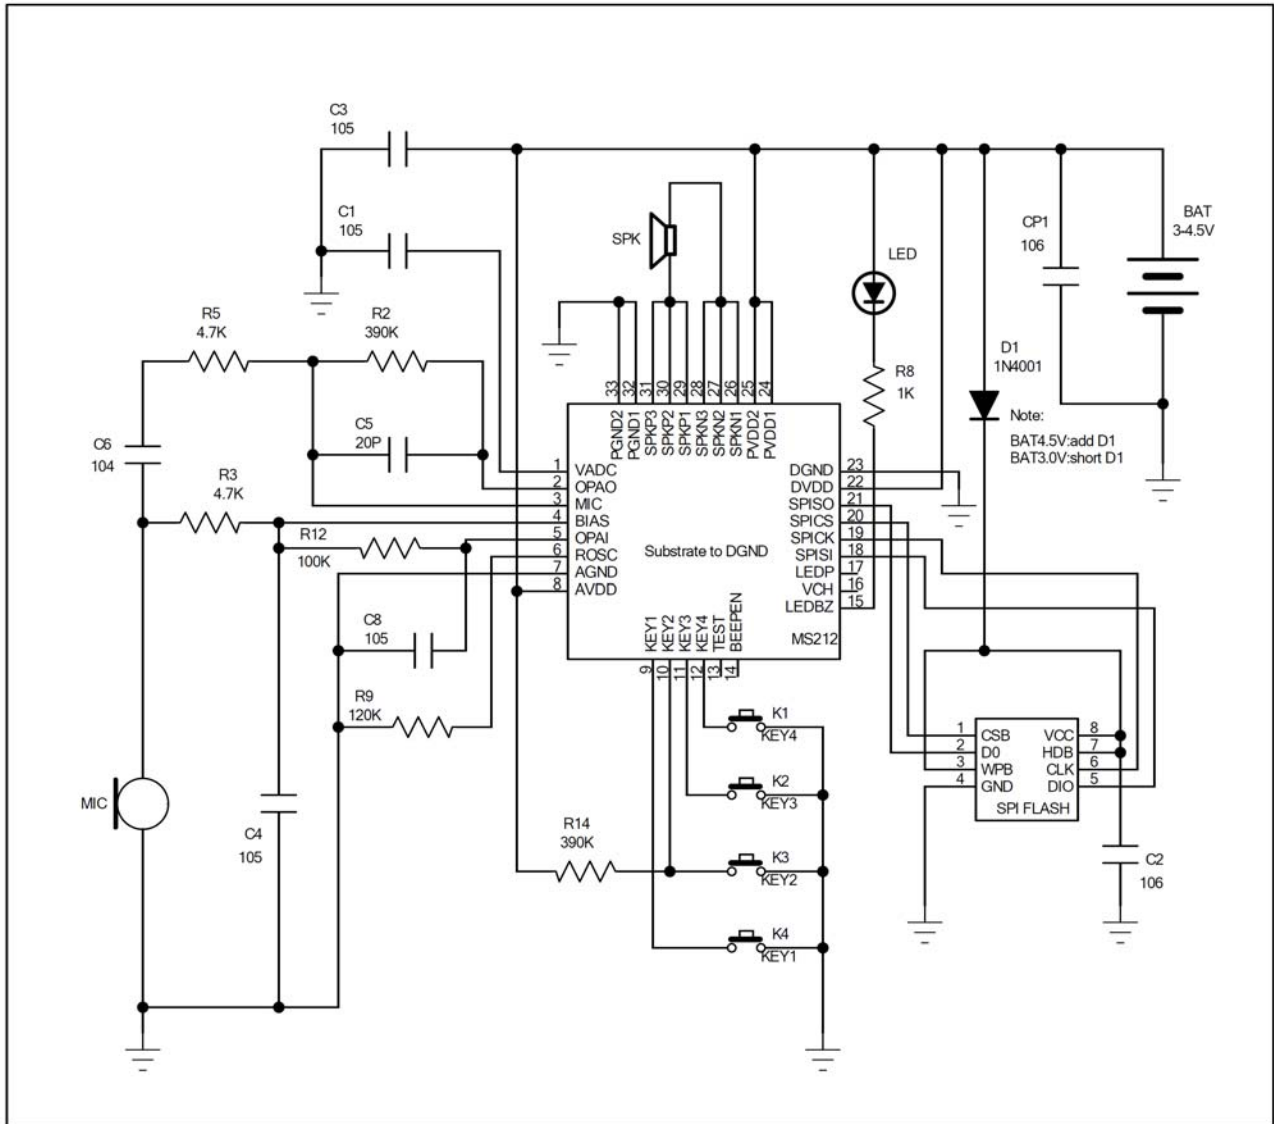 C3
105
C1
105
SPK
CP1
106
BAT
3-4.5V
LED
R5
4.7K
R2
390K
D1
1N4001
R8
1K
Note:
BAT4.5V:add D1
BAT3.0V:short D1
C6
104
C5
20P
R3
4.7K
R12
100K
33 32 31 30 29 28 27 26 25 24
PGND2 PGND1 SPKP3 SPKP2 SPKP1 SPKN3 SPKN2 SPKN1 PVDD2 PVDD1
1 VADC
2 OPAO
3 MIC
4 BIAS
5 OPAI
6 ROSC
7 AGND
8 AVDD
DGND 23
DVDD 22
SPISO 21
SPICS 20
SPICK 19
SPISI 18
LEDP 17
VCH 16
LEDBZ 15
Substrate to DGND
MS212
KEY1 KEY2 KEY3 KEY4 TEST BEEPEN
9 10 11 12 13 14
C8
105
R9
120K
K1
KEY4
K2
KEY3
K3
KEY2
K4
KEY1
R14
390K
MIC
C4
105
1 CSB VCC 8
2 D0 HDB 7
3 WPB CLK 6
4 GND DIO 5
SPI FLASH
C2
106